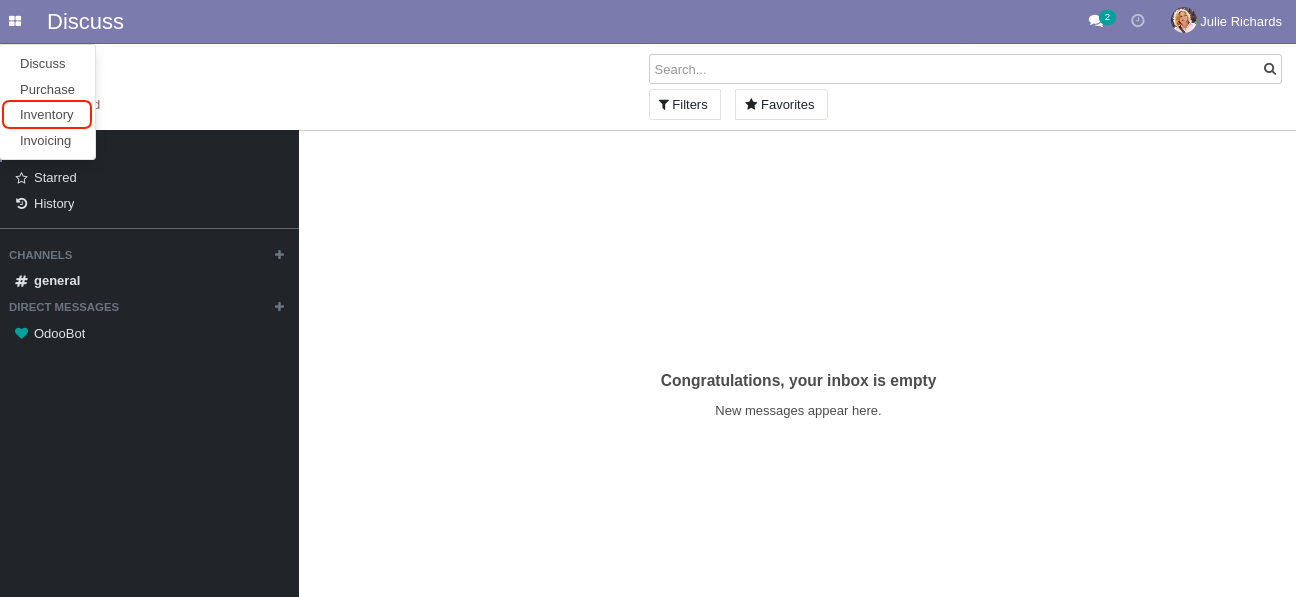 Discuss
2
Julie Richards
Discuss
Purchase
Inventory
Invoicing
Search...
Filters
Favorites
Starred
History
CHANNELS
general
DIRECT MESSAGES
OdooBot
Congratulations, your inbox is empty
New messages appear here.